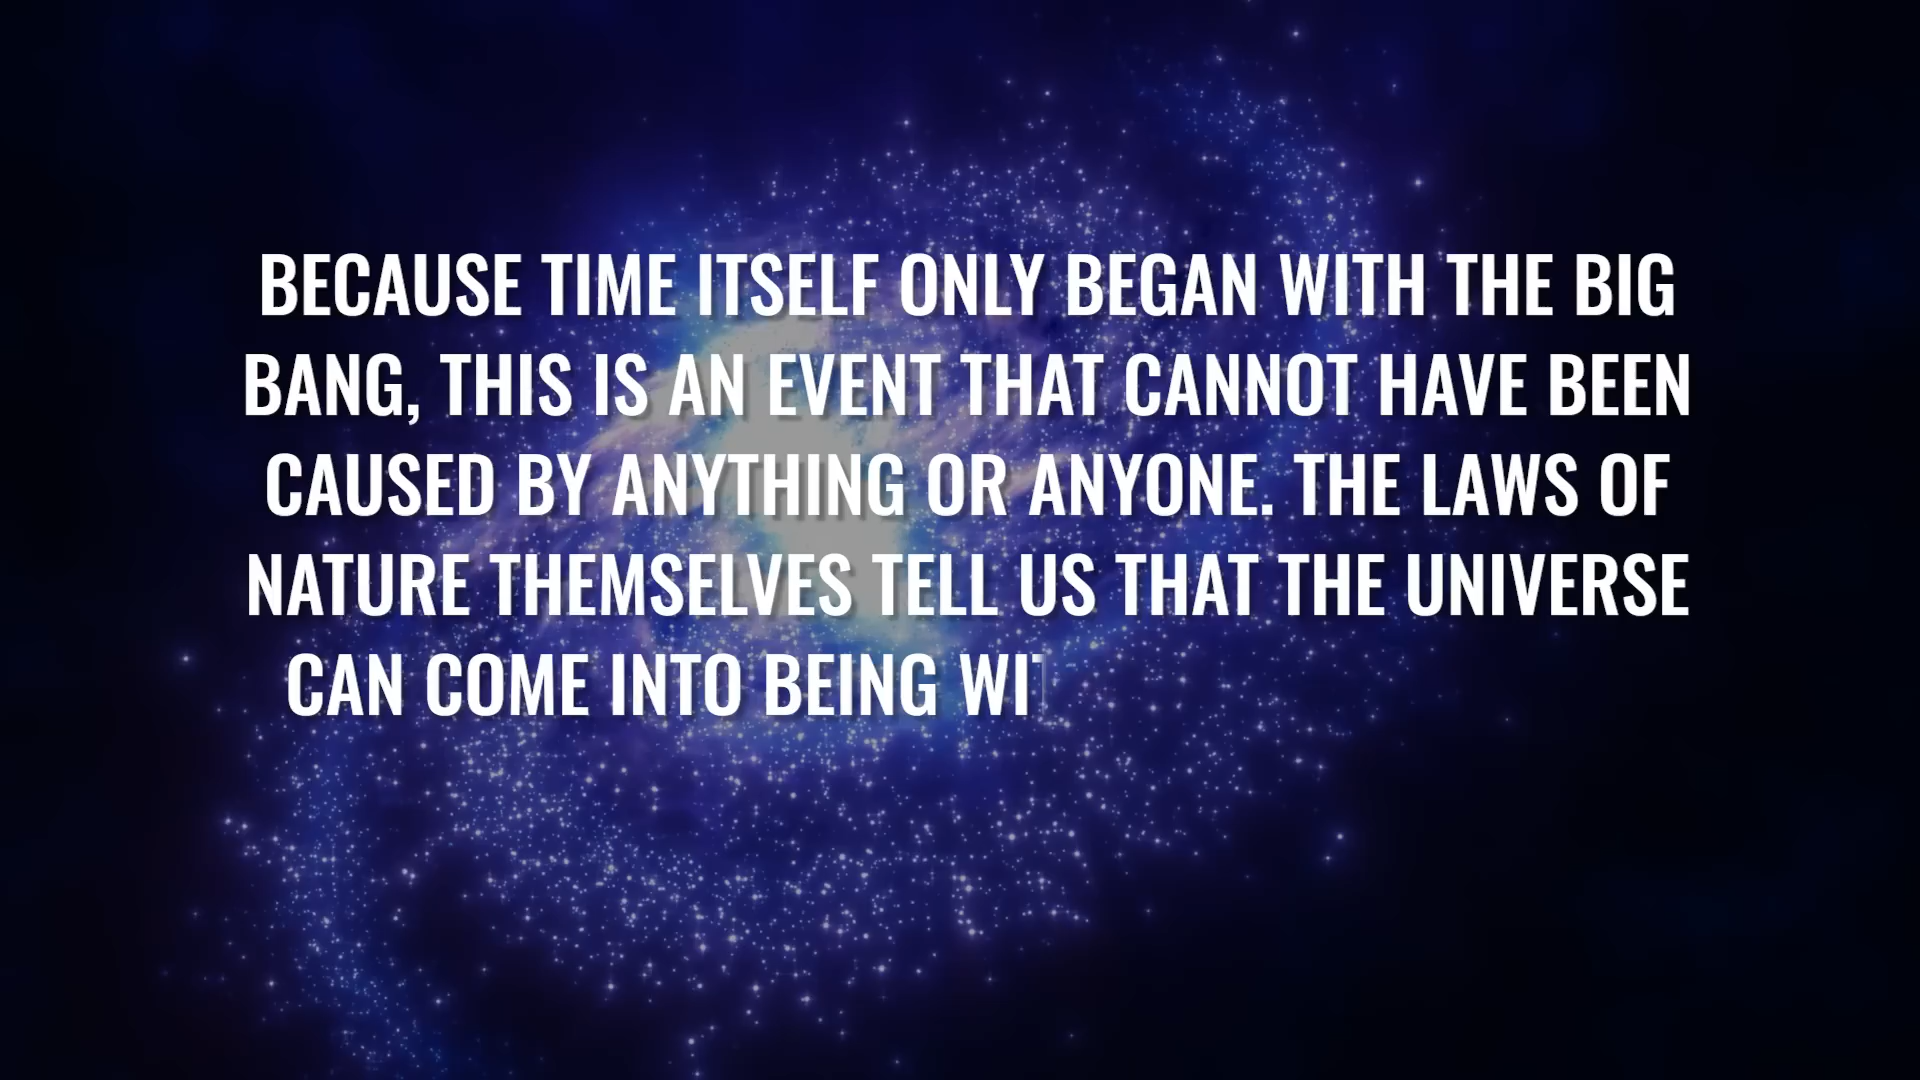 BECAUSE TIME ITSELF ONLY BEGAN WITH THE BIG
BANG, THIS IS AN EVENT THAT CANNOT HAVE BEEN
CAUSED BY ANYTHING OR ANYONE. THE LAWS OF
NATURE THEMSELVES TELL US THAT THE UNIVERSE
CAN COME INTO BEING WI